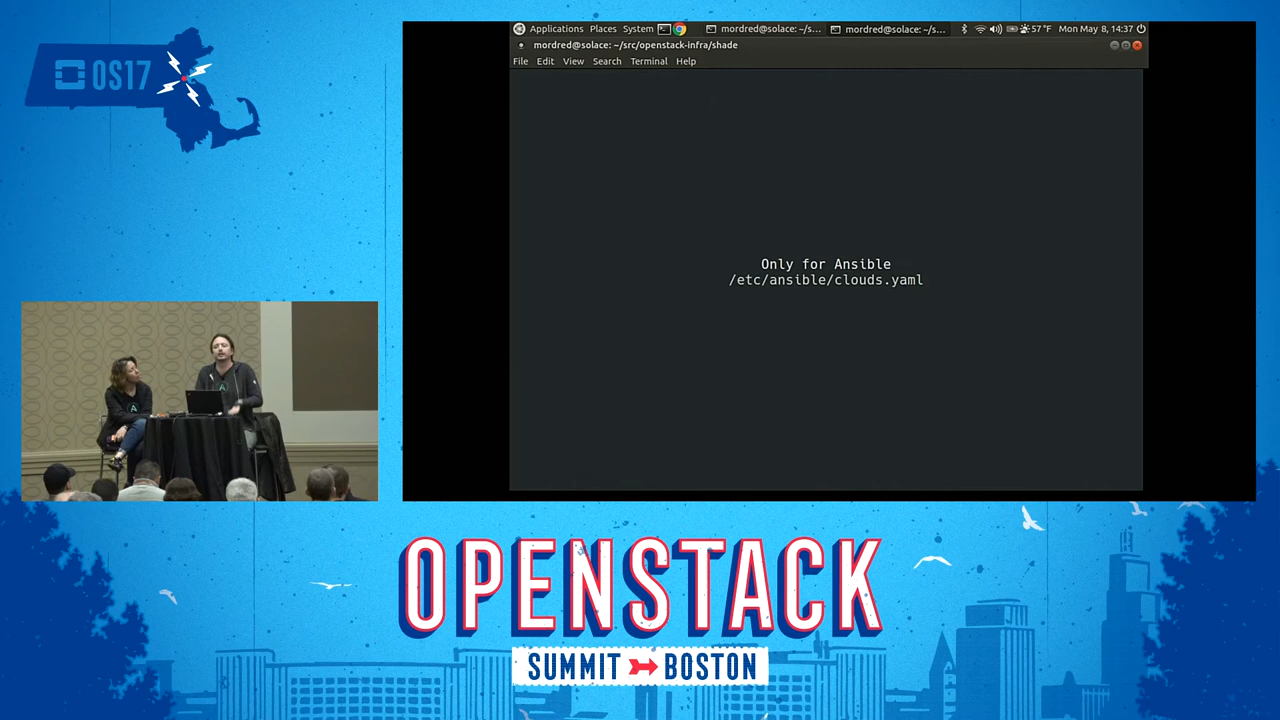 OS17
Applications Places System mordred@solace: ~/s... mordred@solace: ~/s... 57 °F Mon May 8, 14:37
mordred@solace: ~/src/openstack-infra/shade
File Edit View Search Terminal Help
Only for Ansible
/etc/ansible/clouds.yaml
A
A
OPENSTACK
SUMMIT BOSTON